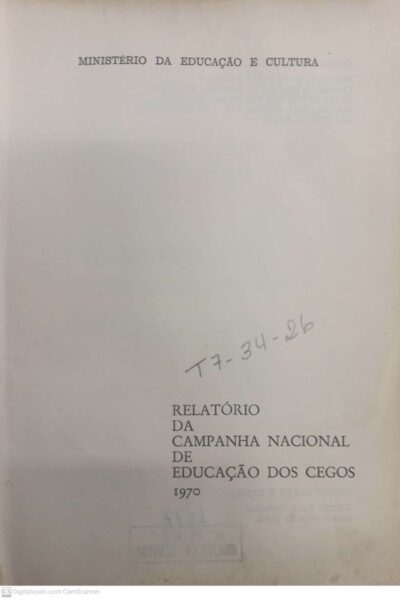 MINISTÉRIO DA EDUCAÇÃO E CULTURA
T7-34-26
RELATÓRIO
DA
CAMPANHA NACIONAL
DE
EDUCAÇÃO DOS CEGOS
1970
CS Digitalizado com CamScanner